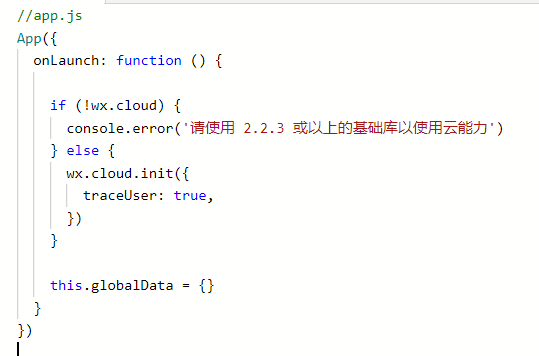 //app.js
App({
  onLaunch: function () {
    if (!wx.cloud) {
      console.error('请使用 2.2.3 或以上的基础库以使用云能力')
    } else {
      wx.cloud.init({
        traceUser: true,
      })
    }
    this.globalData = {}
  }
})